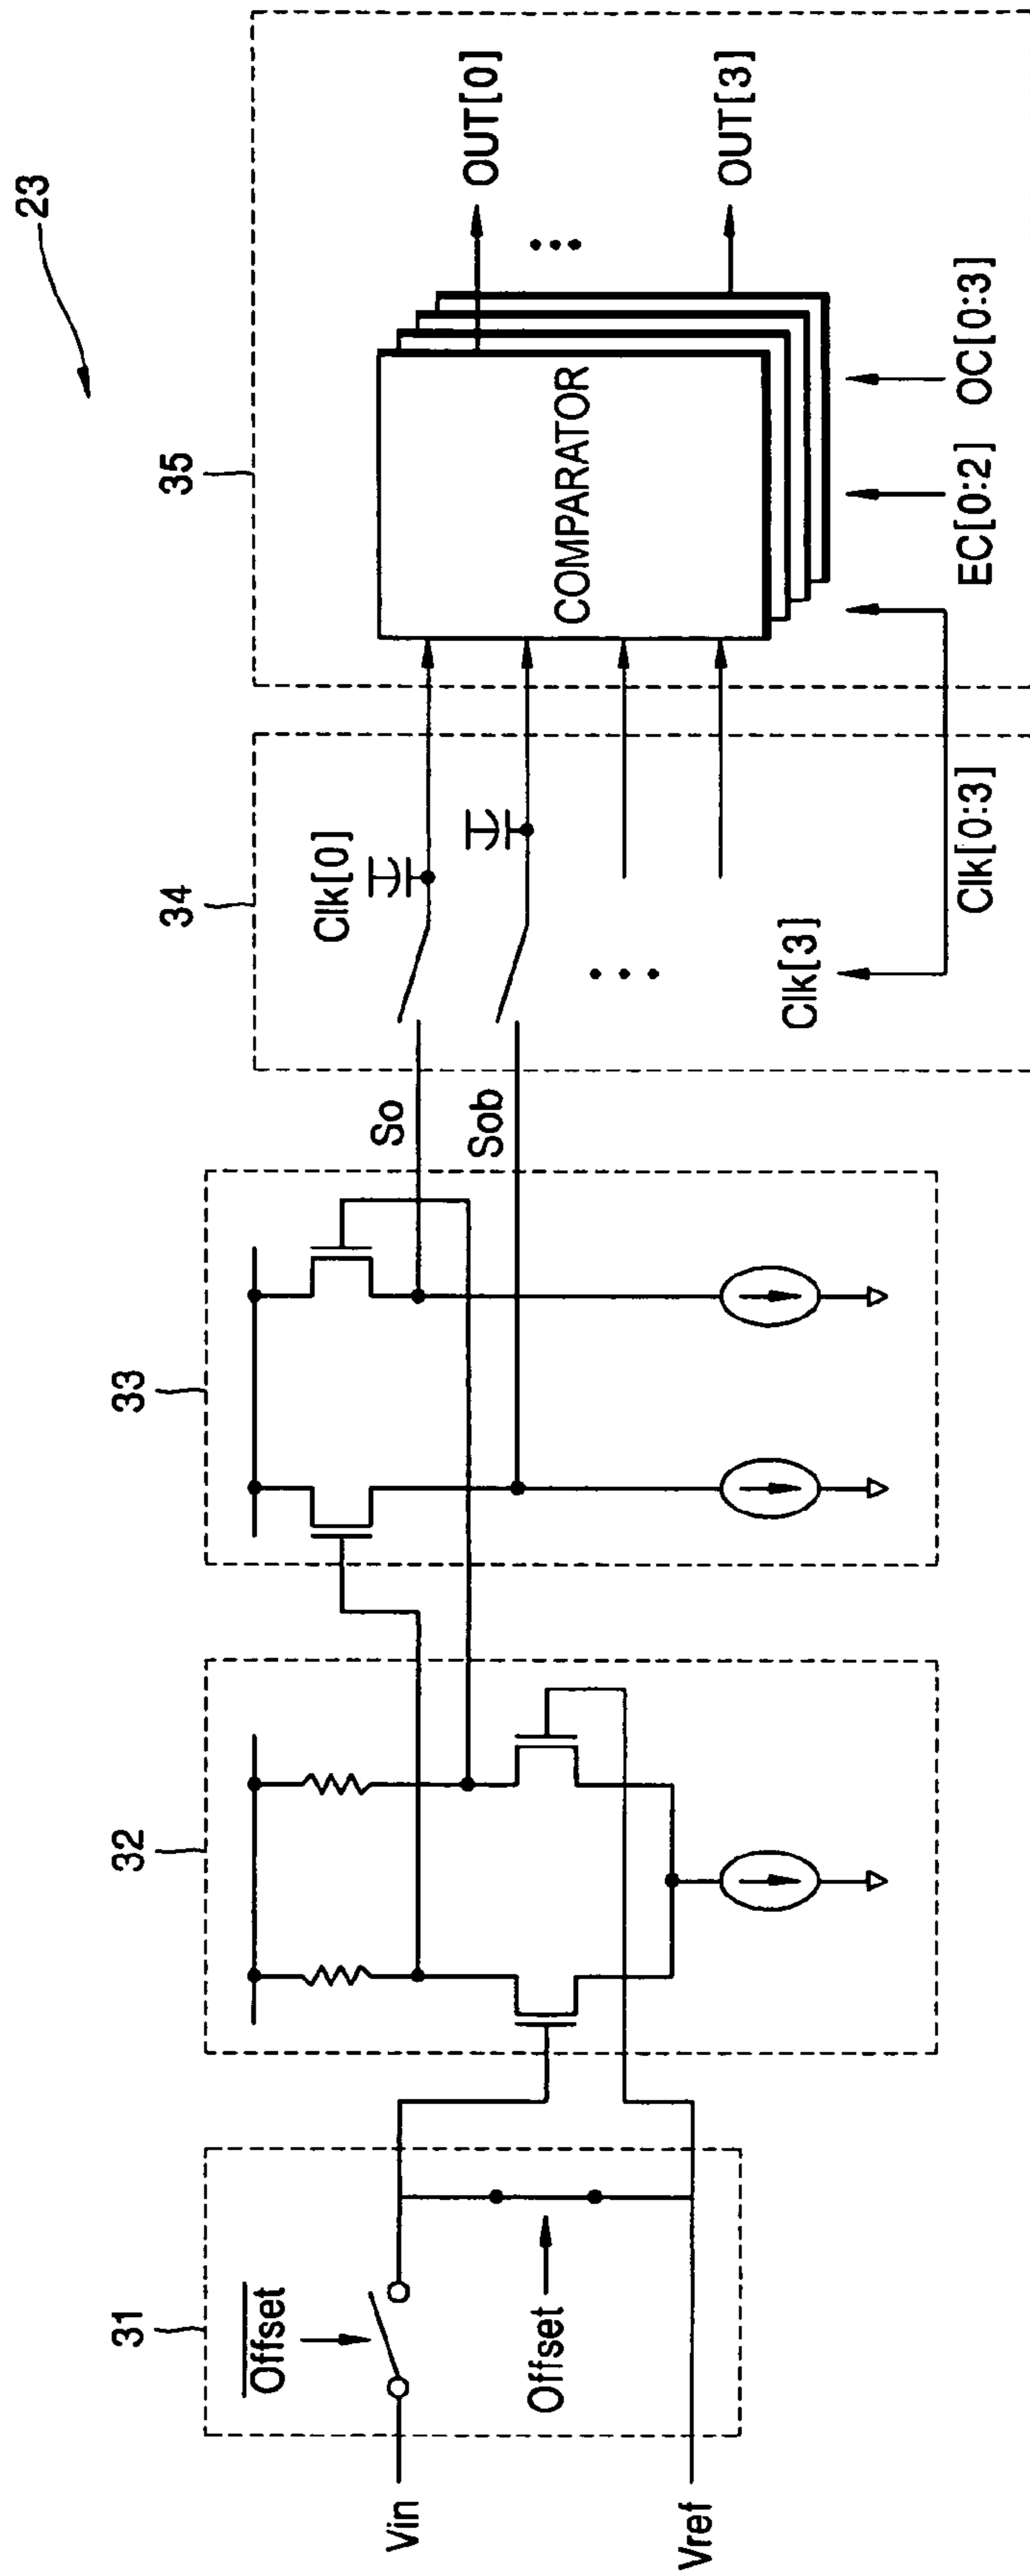 23
31
32
33
34
35
Offset
Vin
Offset
Vref
So
Sob
Clk[0]
Clk[3]
Clk[0:3]
COMPARATOR
OUT[0]
OUT[3]
EC[0:2]
OC[0:3]